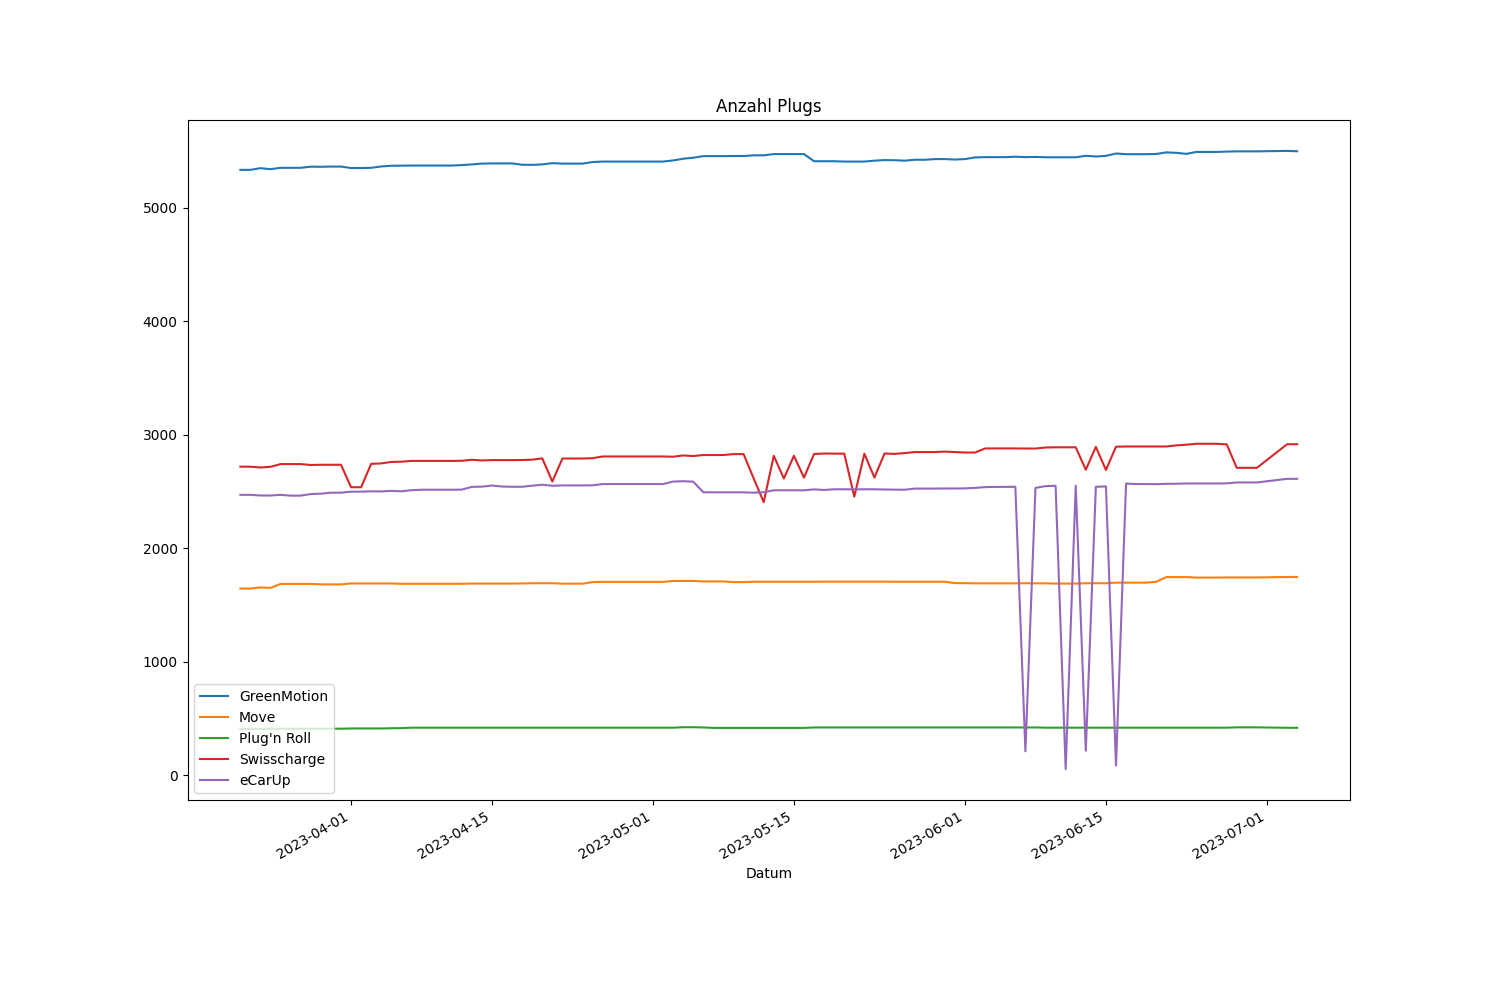 Anzahl Plugs
5000
4000
3000
2000
1000
0
GreenMotion
Move
Plug'n Roll
Swisscharge
eCarUp
2023-04-01
2023-04-15
2023-05-01
2023-05-15
2023-06-01
2023-06-15
2023-07-01
Datum